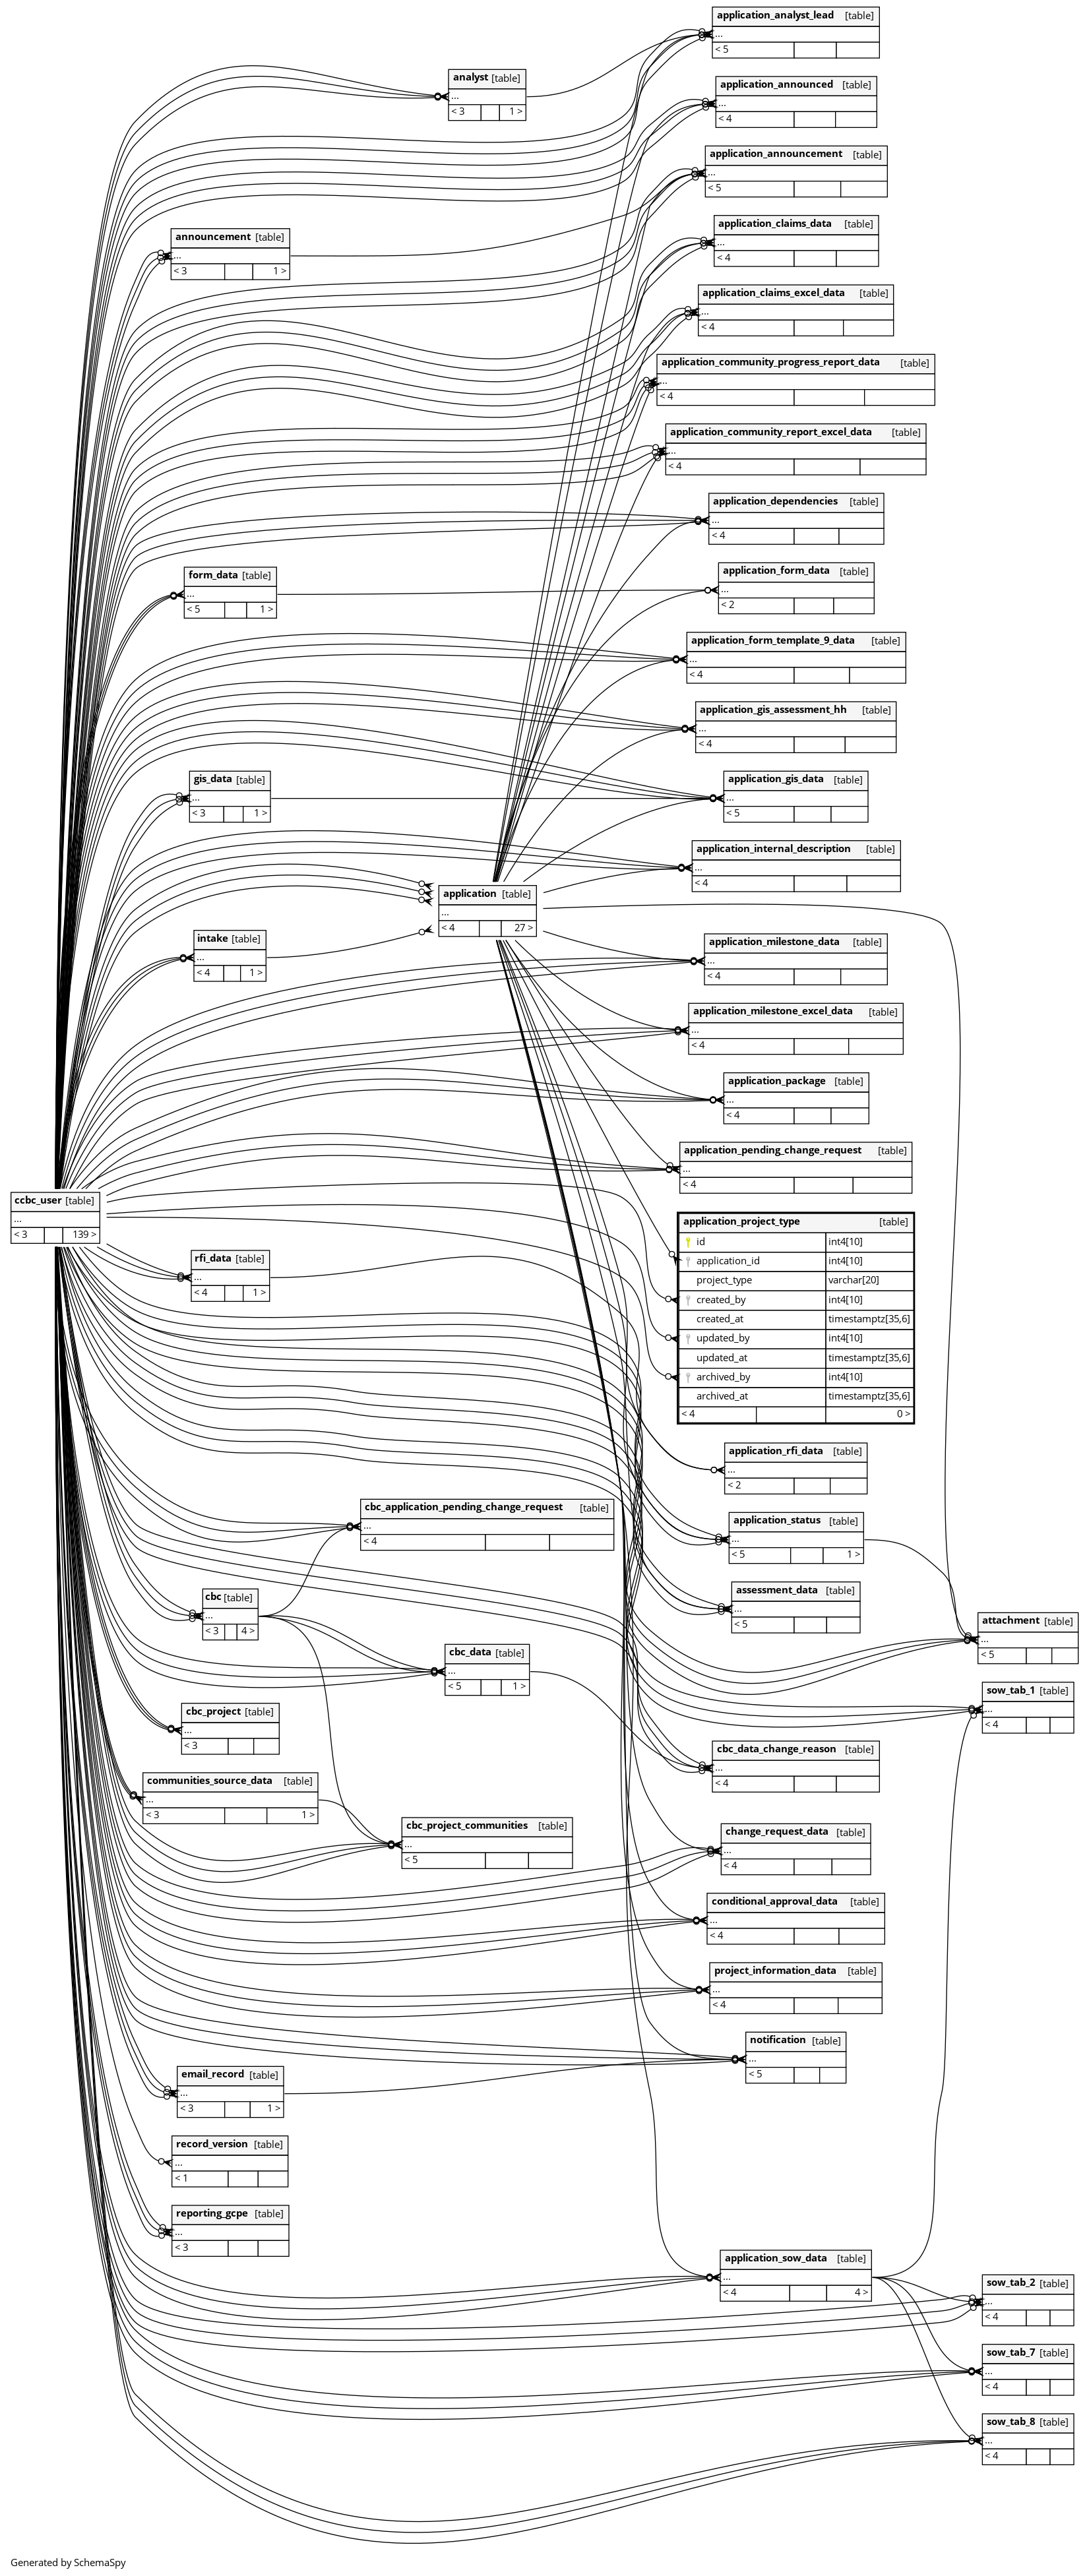 application_analyst_lead [table]
...
< 5
analyst [table]
...
< 3 1 >
application_announced [table]
...
< 4
application_announcement [table]
...
< 5
application_claims_data [table]
...
< 4
announcement [table]
...
< 3 1 >
application_claims_excel_data [table]
...
< 4
application_community_progress_report_data [table]
...
< 4
application_community_report_excel_data [table]
...
< 4
application_dependencies [table]
...
< 4
application_form_data [table]
...
< 2
form_data [table]
...
< 5 1 >
application_form_template_9_data [table]
...
< 4
application_gis_assessment_hh [table]
...
< 4
application_gis_data [table]
...
< 5
gis_data [table]
...
< 3 1 >
application_internal_description [table]
...
< 4
application [table]
...
< 4 27 >
intake [table]
...
< 4 1 >
application_milestone_data [table]
...
< 4
application_milestone_excel_data [table]
...
< 4
application_package [table]
...
< 4
application_pending_change_request [table]
...
< 4
ccbc_user [table]
...
< 3 139 >
application_project_type [table]
id int4[10]
application_id int4[10]
project_type varchar[20]
created_by int4[10]
created_at timestamptz[35,6]
updated_by int4[10]
updated_at timestamptz[35,6]
archived_by int4[10]
archived_at timestamptz[35,6]
< 4 0 >
rfi_data [table]
...
< 4 1 >
application_rfi_data [table]
...
< 2
cbc_application_pending_change_request [table]
...
< 4
application_status [table]
...
< 5 1 >
cbc [table]
...
< 3 4 >
assessment_data [table]
...
< 5
attachment [table]
...
< 5
cbc_data [table]
...
< 5 1 >
sow_tab_1 [table]
...
< 4
cbc_project [table]
...
< 3
cbc_data_change_reason [table]
...
< 4
communities_source_data [table]
...
< 3 1 >
cbc_project_communities [table]
...
< 5
change_request_data [table]
...
< 4
conditional_approval_data [table]
...
< 4
project_information_data [table]
...
< 4
notification [table]
...
< 5
email_record [table]
...
< 3 1 >
record_version [table]
...
< 1
reporting_gcpe [table]
...
< 3
application_sow_data [table]
...
< 4 4 >
sow_tab_2 [table]
...
< 4
sow_tab_7 [table]
...
< 4
sow_tab_8 [table]
...
< 4
Generated by SchemaSpy